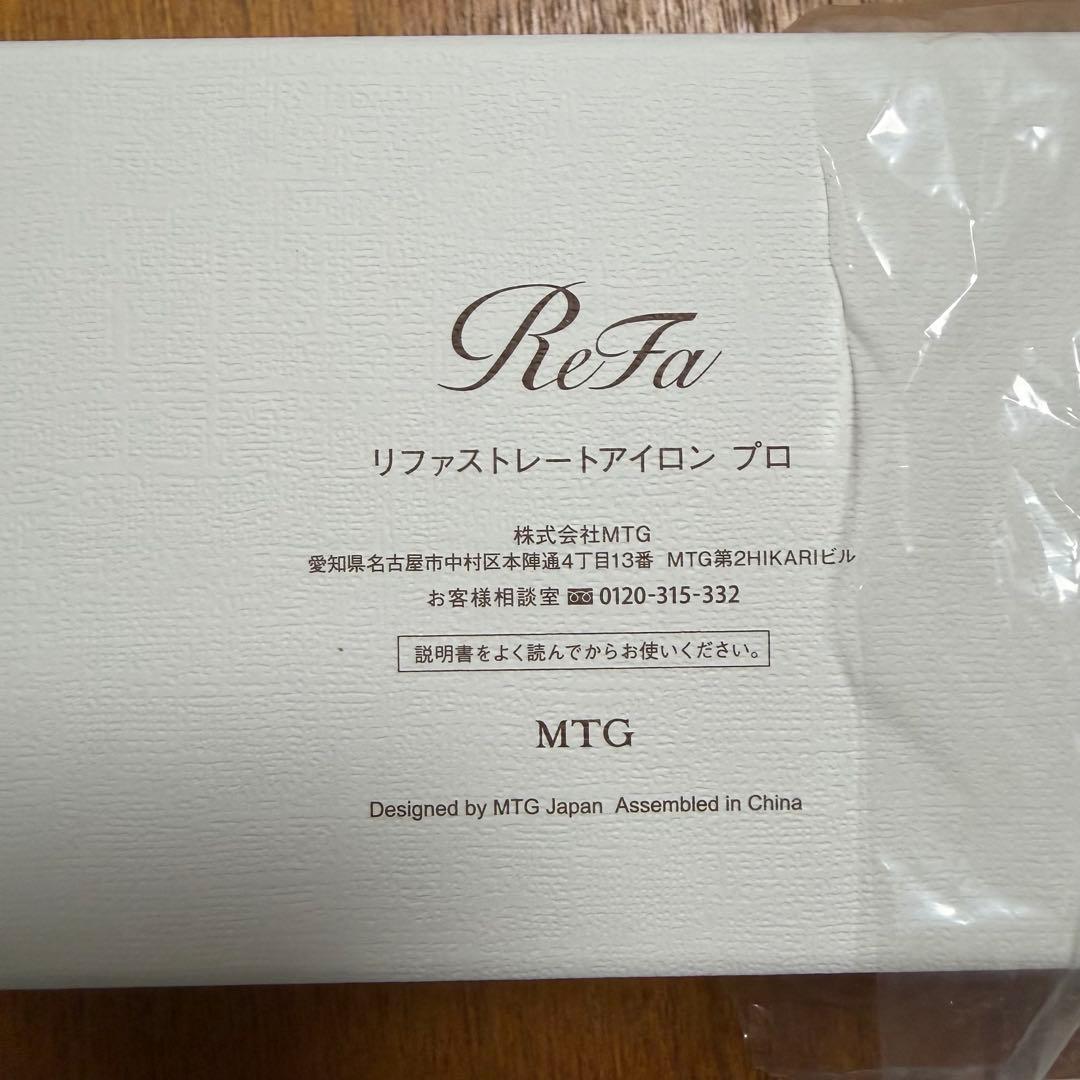 ReFa
リファストレートアイロン プロ
株式会社MTG
愛知県名古屋市中村区本陣通4丁目13番 MTG第2HIKARIビル
お客様相談室 0120-315-332
説明書をよく読んでからお使いください。
MTG
Designed by MTG Japan Assembled in China